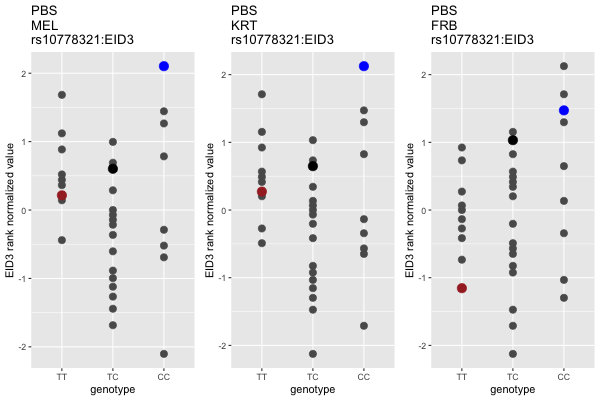 PBS
MEL
rs10778321:EID3
PBS
KRT
rs10778321:EID3
PBS
FRB
rs10778321:EID3
EID3 rank normalized value
2
1
0
-1
-2
TT TC CC
genotype
EID3 rank normalized value
2
1
0
-1
-2
TT TC CC
genotype
EID3 rank normalized value
2
1
0
-1
-2
TT TC CC
genotype